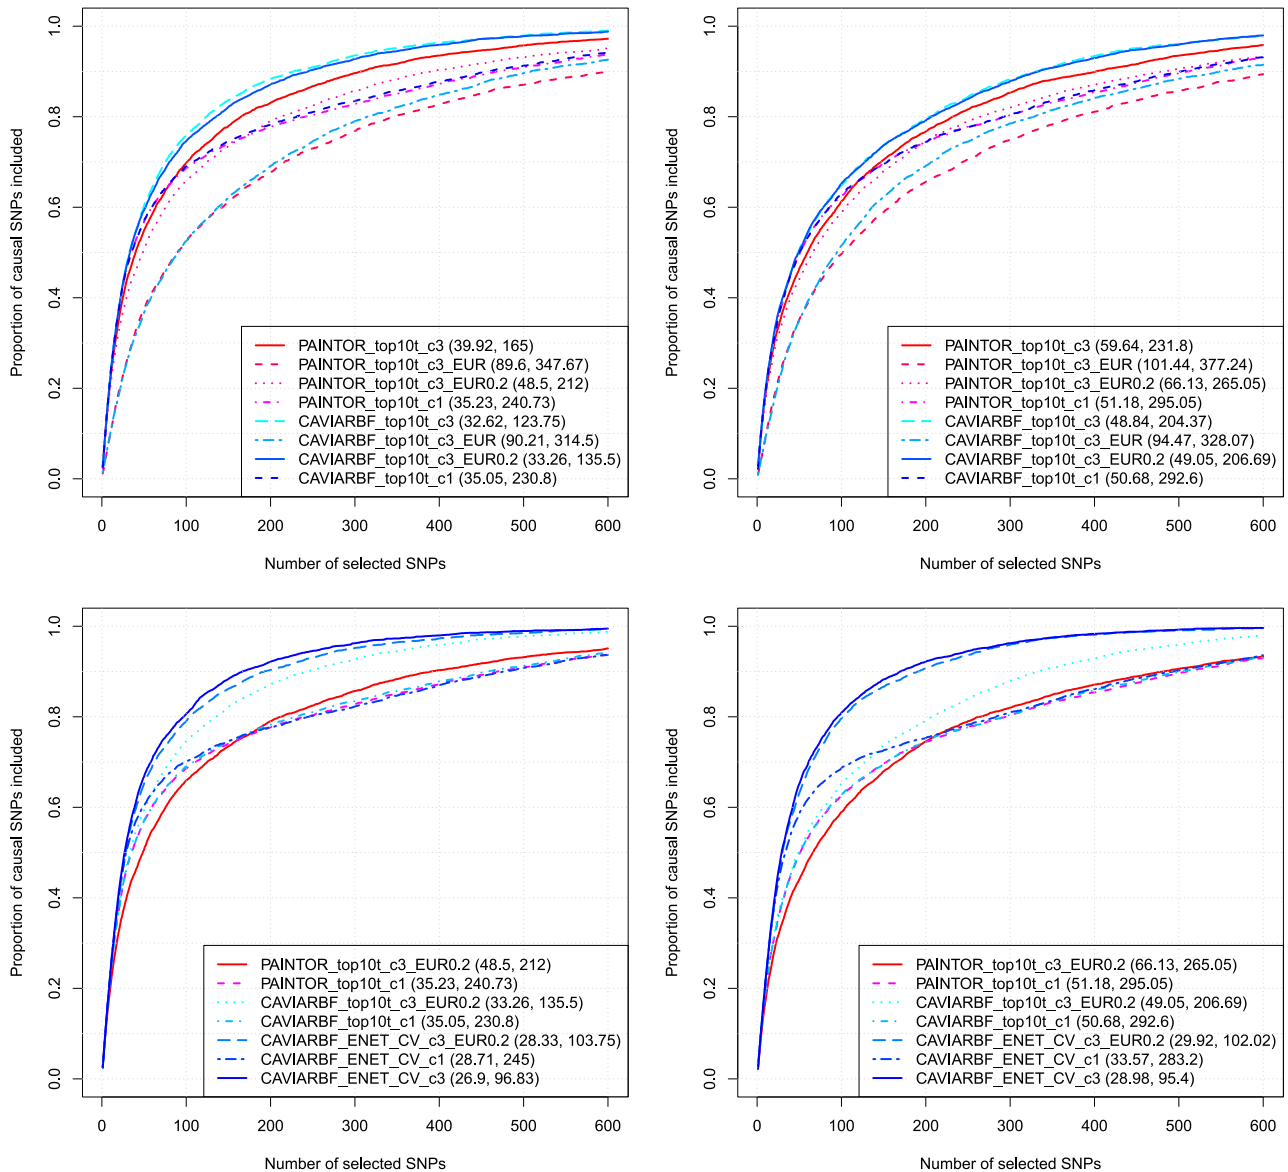 Proportion of causal SNPs included
1.0
0.8
0.6
0.4
0.2
0.0
PAINTOR_top10t_c3 (39.92, 165)
PAINTOR_top10t_c3_EUR (89.6, 347.67)
PAINTOR_top10t_c3_EUR0.2 (48.5, 212)
PAINTOR_top10t_c1 (35.23, 240.73)
CAVIARBF_top10t_c3 (32.62, 123.75)
CAVIARBF_top10t_c3_EUR (90.21, 314.5)
CAVIARBF_top10t_c3_EUR0.2 (33.26, 135.5)
CAVIARBF_top10t_c1 (35.05, 230.8)
0 100 200 300 400 500 600
Number of selected SNPs
Proportion of causal SNPs included
1.0
0.8
0.6
0.4
0.2
0.0
PAINTOR_top10t_c3 (59.64, 231.8)
PAINTOR_top10t_c3_EUR (101.44, 377.24)
PAINTOR_top10t_c3_EUR0.2 (66.13, 265.05)
PAINTOR_top10t_c1 (51.18, 295.05)
CAVIARBF_top10t_c3 (48.84, 204.37)
CAVIARBF_top10t_c3_EUR (94.47, 328.07)
CAVIARBF_top10t_c3_EUR0.2 (49.05, 206.69)
CAVIARBF_top10t_c1 (50.68, 292.6)
0 100 200 300 400 500 600
Number of selected SNPs
Proportion of causal SNPs included
1.0
0.8
0.6
0.4
0.2
0.0
PAINTOR_top10t_c3_EUR0.2 (48.5, 212)
PAINTOR_top10t_c1 (35.23, 240.73)
CAVIARBF_top10t_c3_EUR0.2 (33.26, 135.5)
CAVIARBF_top10t_c1 (35.05, 230.8)
CAVIARBF_ENET_CV_c3_EUR0.2 (28.33, 103.75)
CAVIARBF_ENET_CV_c1 (28.71, 245)
CAVIARBF_ENET_CV_c3 (26.9, 96.83)
0 100 200 300 400 500 600
Number of selected SNPs
Proportion of causal SNPs included
1.0
0.8
0.6
0.4
0.2
0.0
PAINTOR_top10t_c3_EUR0.2 (66.13, 265.05)
PAINTOR_top10t_c1 (51.18, 295.05)
CAVIARBF_top10t_c3_EUR0.2 (49.05, 206.69)
CAVIARBF_top10t_c1 (50.68, 292.6)
CAVIARBF_ENET_CV_c3_EUR0.2 (29.92, 102.02)
CAVIARBF_ENET_CV_c1 (33.57, 283.2)
CAVIARBF_ENET_CV_c3 (28.98, 95.4)
0 100 200 300 400 500 600
Number of selected SNPs